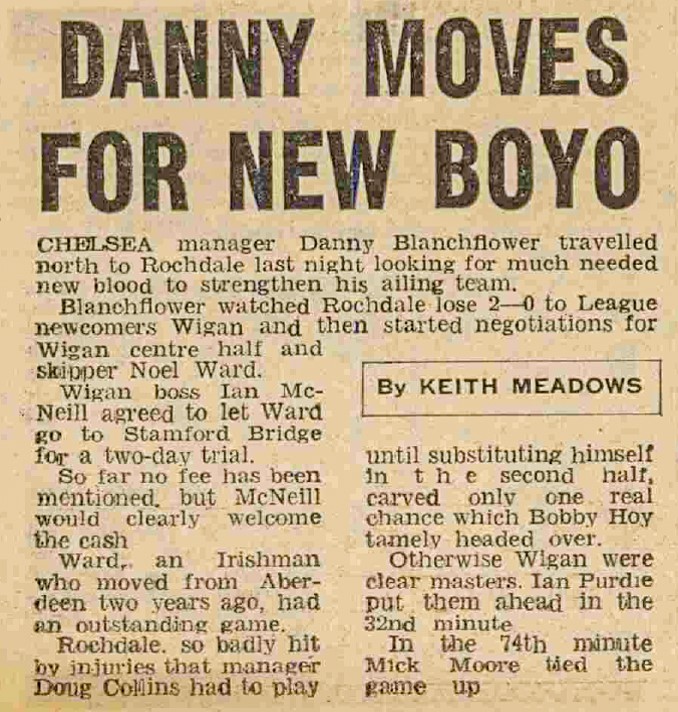 DANNY MOVES
FOR NEW BOYO
CHELSEA manager Danny Blanchflower travelled
north to Rochdale last night looking for much needed
new blood to strengthen his ailing team.
Blanchflower watched Rochdale lose 2—0 to League
newcomers Wigan and then started negotiations for
Wigan centre half and
skipper Noel Ward.
Wigan boss Ian Mc-
Neill agreed to let Ward
go to Stamford Bridge
for a two-day trial.
So far no fee has been
mentioned, but McNeill
would clearly welcome
the cash
Ward, an Irishman
who moved from Aber-
deen two years ago, had
an outstanding game.
Rochdale, so badly hit
by injuries that manager
Doug Collins had to play
By KEITH MEADOWS
until substituting himself
in the second half,
carved only one real
chance which Bobby Hoy
tamely headed over.
Otherwise Wigan were
clear masters. Ian Purdie
put them ahead in the
32nd minute
In the 74th minute
Mick Moore tied the
game up